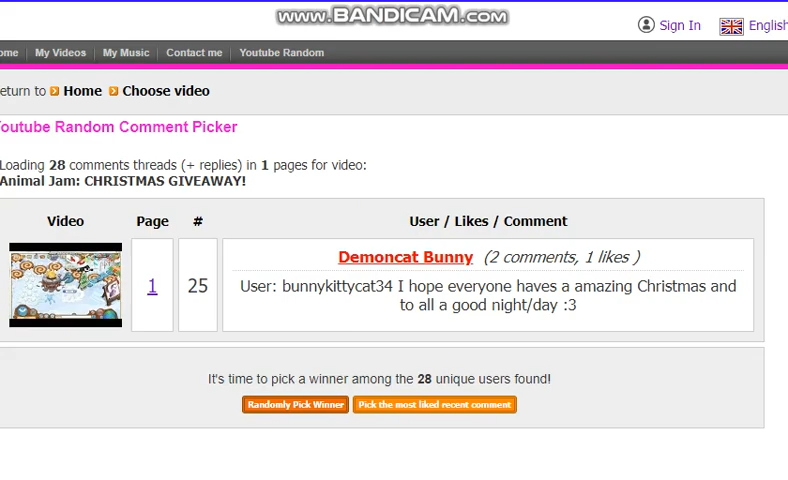 www.BANDICAM.com
Sign In
English
ome My Videos My Music Contact me Youtube Random
eturn to Home Choose video
outube Random Comment Picker
Loading 28 comments threads (+ replies) in 1 pages for video:
Animal Jam: CHRISTMAS GIVEAWAY!
Video Page # User / Likes / Comment
Demoncat Bunny (2 comments, 1 likes )
1 25 User: bunnykittycat34 I hope everyone haves a amazing Christmas and
to all a good night/day :3
It's time to pick a winner among the 28 unique users found!
Randomly Pick Winner Pick the most liked recent comment